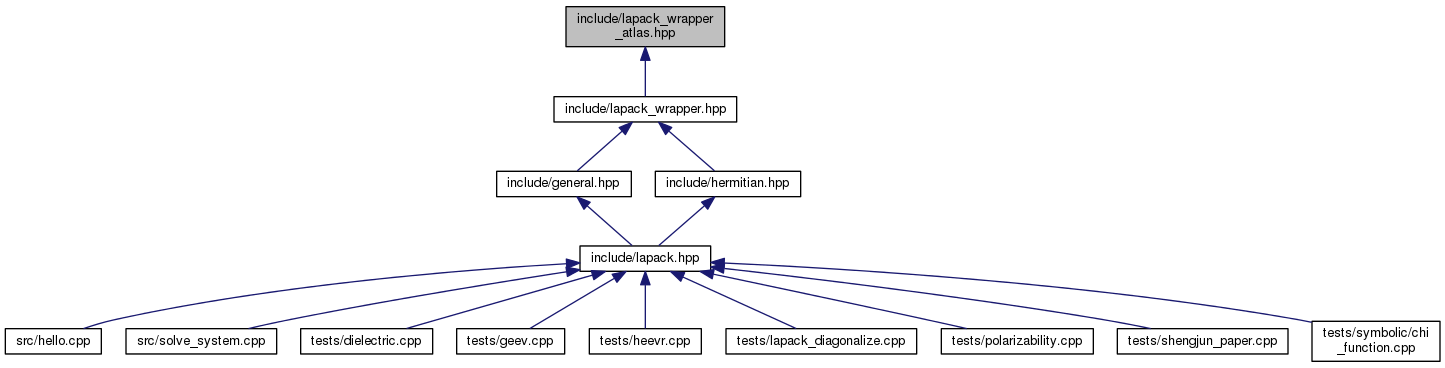 include/lapack_wrapper
_atlas.hpp
include/lapack_wrapper.hpp
include/general.hpp
include/hermitian.hpp
include/lapack.hpp
src/hello.cpp
src/solve_system.cpp
tests/dielectric.cpp
tests/geev.cpp
tests/heevr.cpp
tests/lapack_diagonalize.cpp
tests/polarizability.cpp
tests/shengjun_paper.cpp
tests/symbolic/chi
_function.cpp